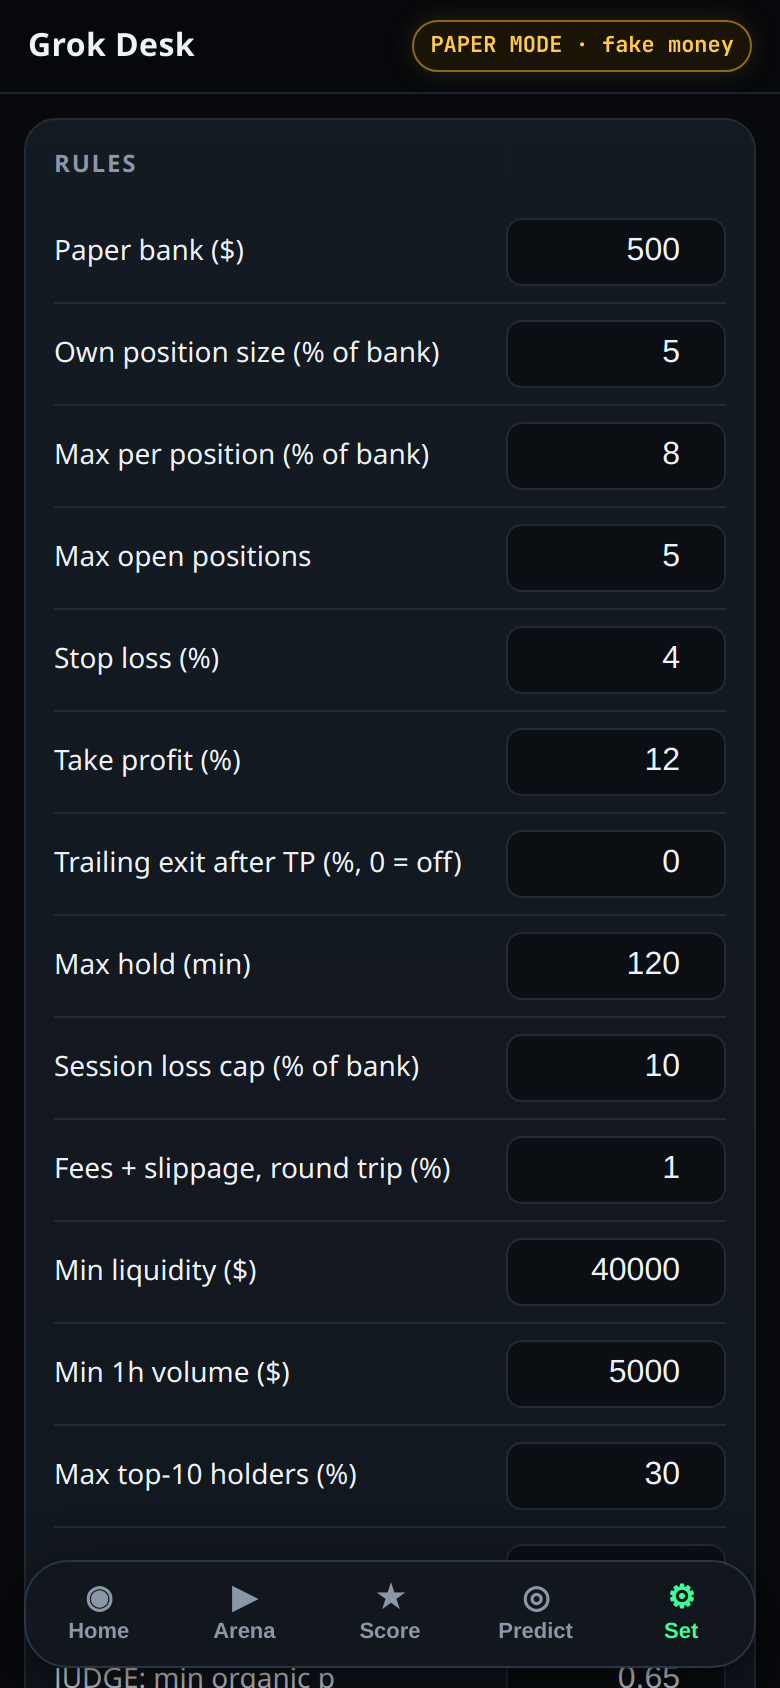 Grok Desk
PAPER MODE · fake money
RULES
Paper bank ($) 500
Own position size (% of bank) 5
Max per position (% of bank) 8
Max open positions 5
Stop loss (%) 4
Take profit (%) 12
Trailing exit after TP (%, 0 = off) 0
Max hold (min) 120
Session loss cap (% of bank) 10
Fees + slippage, round trip (%) 1
Min liquidity ($) 40000
Min 1h volume ($) 5000
Max top-10 holders (%) 30
Home Arena Score Predict Set
JUDGE: min organic p 0.65